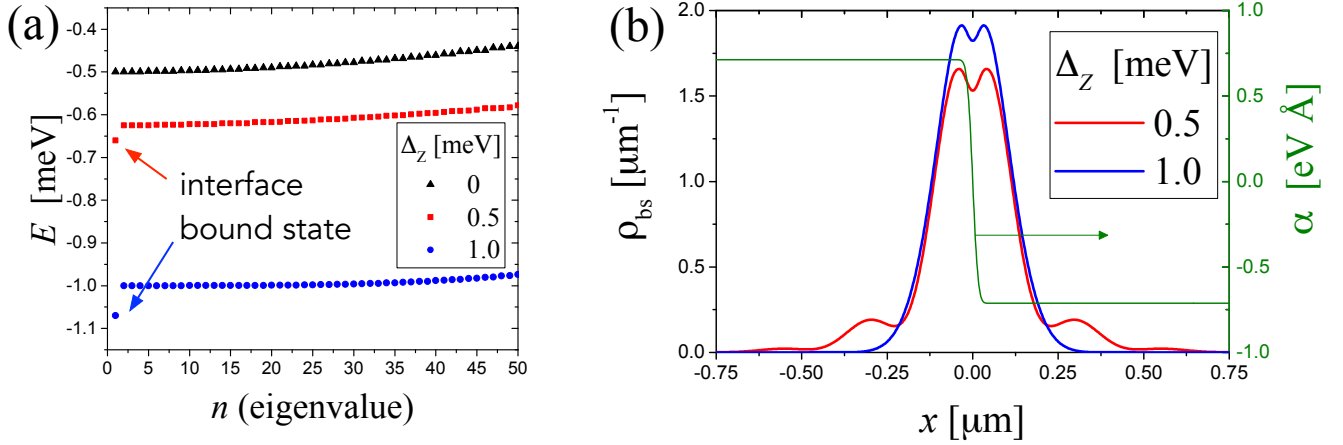 (a)
-0.4
-0.5
-0.6
-0.7
-0.8
-0.9
-1.0
-1.1
E [meV]
interface
bound state
Δ_Z [meV]
0
0.5
1.0
0 5 10 15 20 25 30 35 40 45 50
n (eigenvalue)
(b)
2.0
1.5
1.0
0.5
0.0
ρ_bs [μm⁻¹]
Δ_Z [meV]
0.5
1.0
1.0
0.5
0.0
-0.5
-1.0
α [eV Å]
-0.75 -0.50 -0.25 0.00 0.25 0.50 0.75
x [μm]